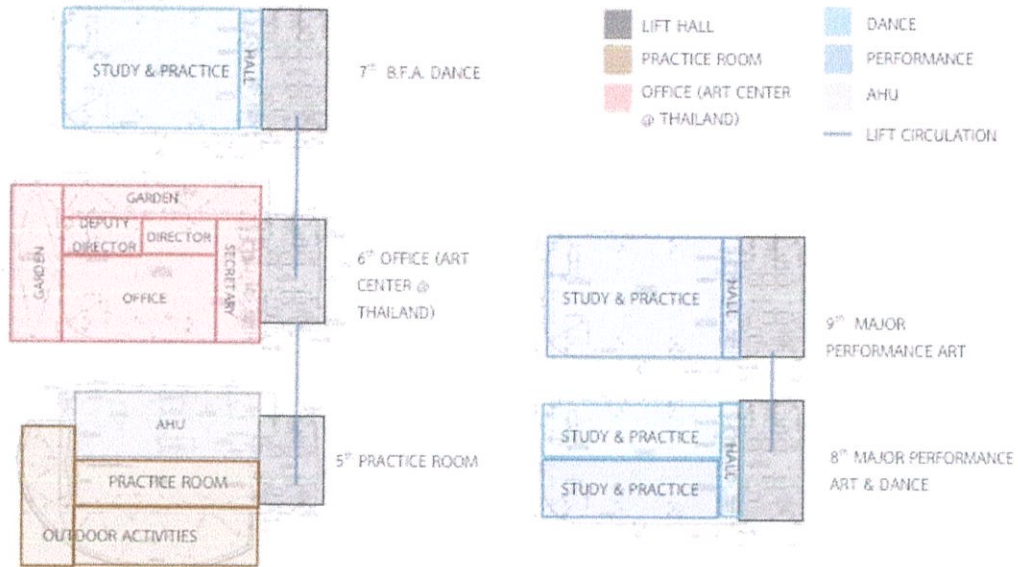 STUDY & PRACTICE
HALL
7th B.F.A. DANCE
GARDEN
GARDEN
DEPUTY
DIRECTOR
DIRECTOR
SECRETARY
OFFICE
6th OFFICE (ART
CENTER @
THAILAND)
AHU
PRACTICE ROOM
OUTDOOR ACTIVITIES
5th PRACTICE ROOM
LIFT HALL
PRACTICE ROOM
OFFICE (ART CENTER
@ THAILAND)
DANCE
PERFORMANCE
AHU
LIFT CIRCULATION
STUDY & PRACTICE
HALL
9th MAJOR
PERFORMANCE ART
STUDY & PRACTICE
STUDY & PRACTICE
HALL
8th MAJOR PERFORMANCE
ART & DANCE